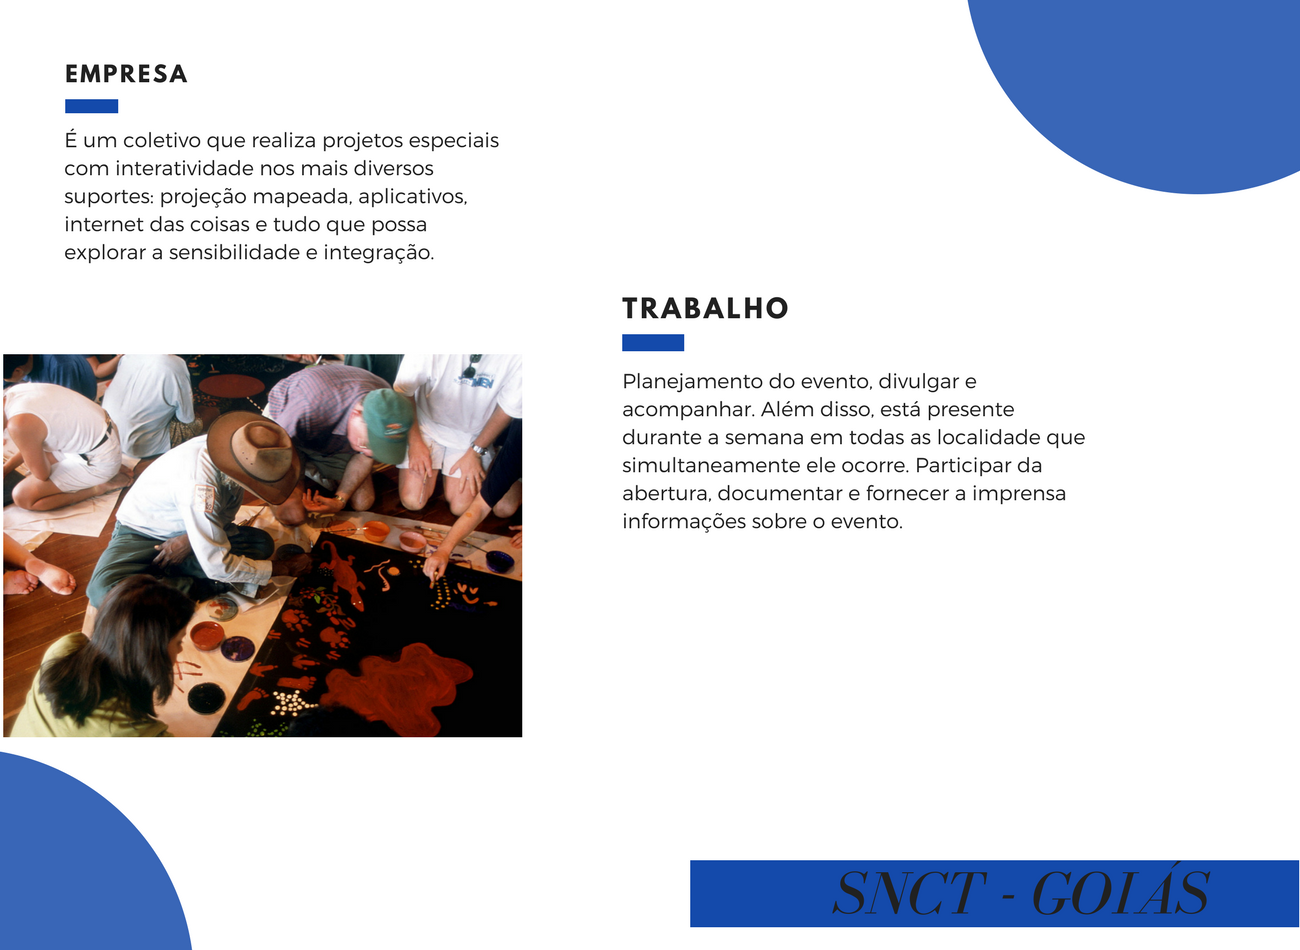 EMPRESA
É um coletivo que realiza projetos especiais
com interatividade nos mais diversos
suportes: projeção mapeada, aplicativos,
internet das coisas e tudo que possa
explorar a sensibilidade e integração.
TRABALHO
Planejamento do evento, divulgar e
acompanhar. Além disso, está presente
durante a semana em todas as localidade que
simultaneamente ele ocorre. Participar da
abertura, documentar e fornecer a imprensa
informações sobre o evento.
SNCT - GOIÁS